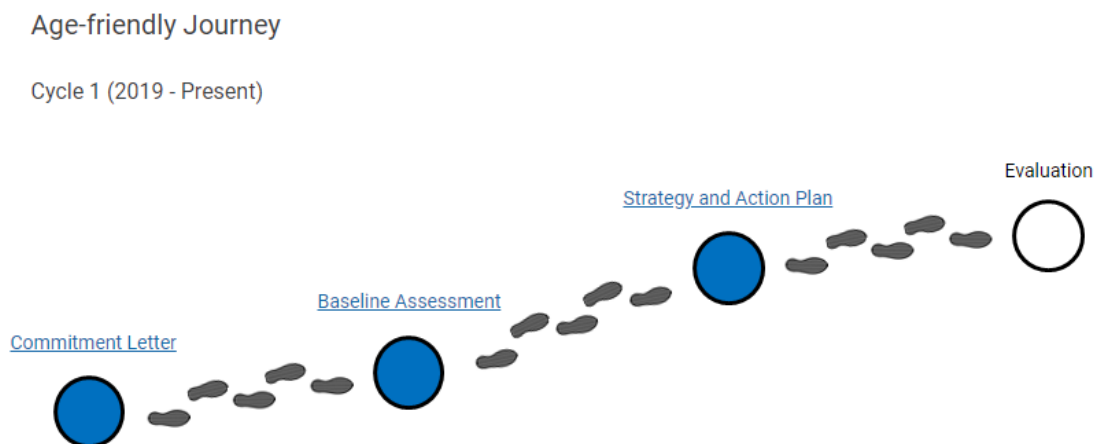 Age-friendly Journey
Cycle 1 (2019 - Present)
Evaluation
Strategy and Action Plan
Baseline Assessment
Commitment Letter